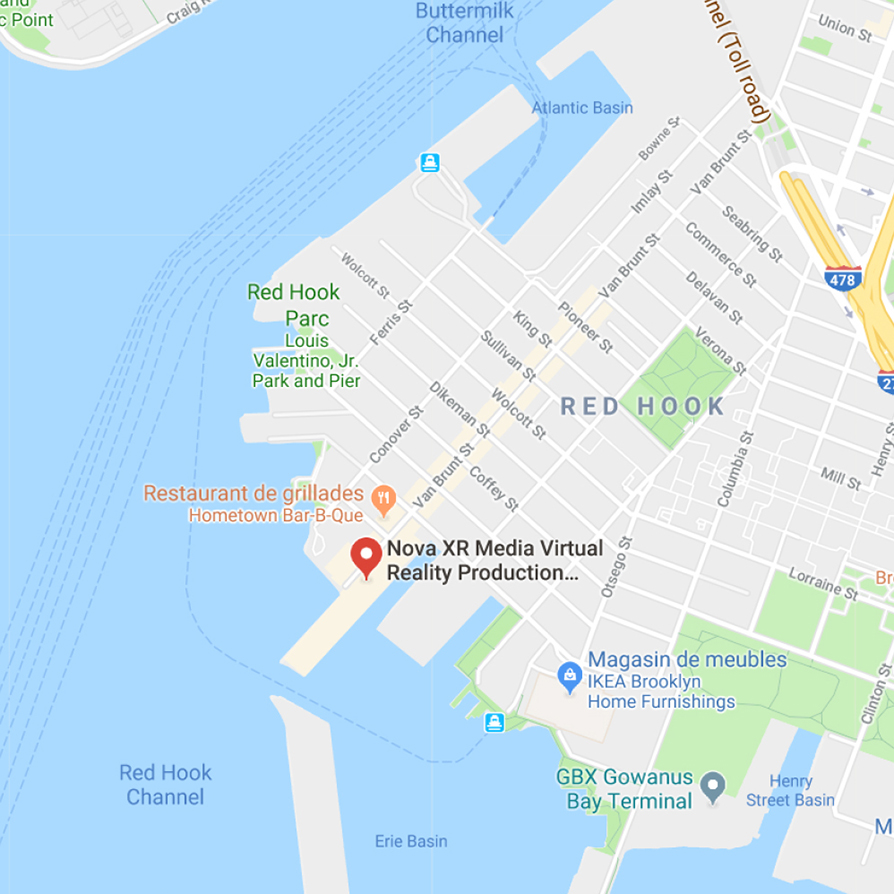 and
c Point
Craig R
Buttermilk
Channel
nel (Toll road)
Union St
Atlantic Basin
Bowne St
Van Brunt St
Imlay St
Seabring St
Commerce St
Wolcott St
Van Brunt St
478
Delavan St
Red Hook
Parc
Louis
Valentino, Jr.
Park and Pier
Ferris St
King St
Pioneer St
Verona St
Sullivan St
27
Dikeman St
Wolcott St
RED HOOK
Conover St
Henry S
Columbia St
Mill St
Van Brunt St
Coffey St
Restaurant de grillades
Hometown Bar-B-Que
Nova XR Media Virtual
Reality Production...
Otsego St
Lorraine St
Br
Magasin de meubles
IKEA Brooklyn
Home Furnishings
Clinton St
Red Hook
Channel
GBX Gowanus
Bay Terminal
Henry
Street Basin
M
Erie Basin